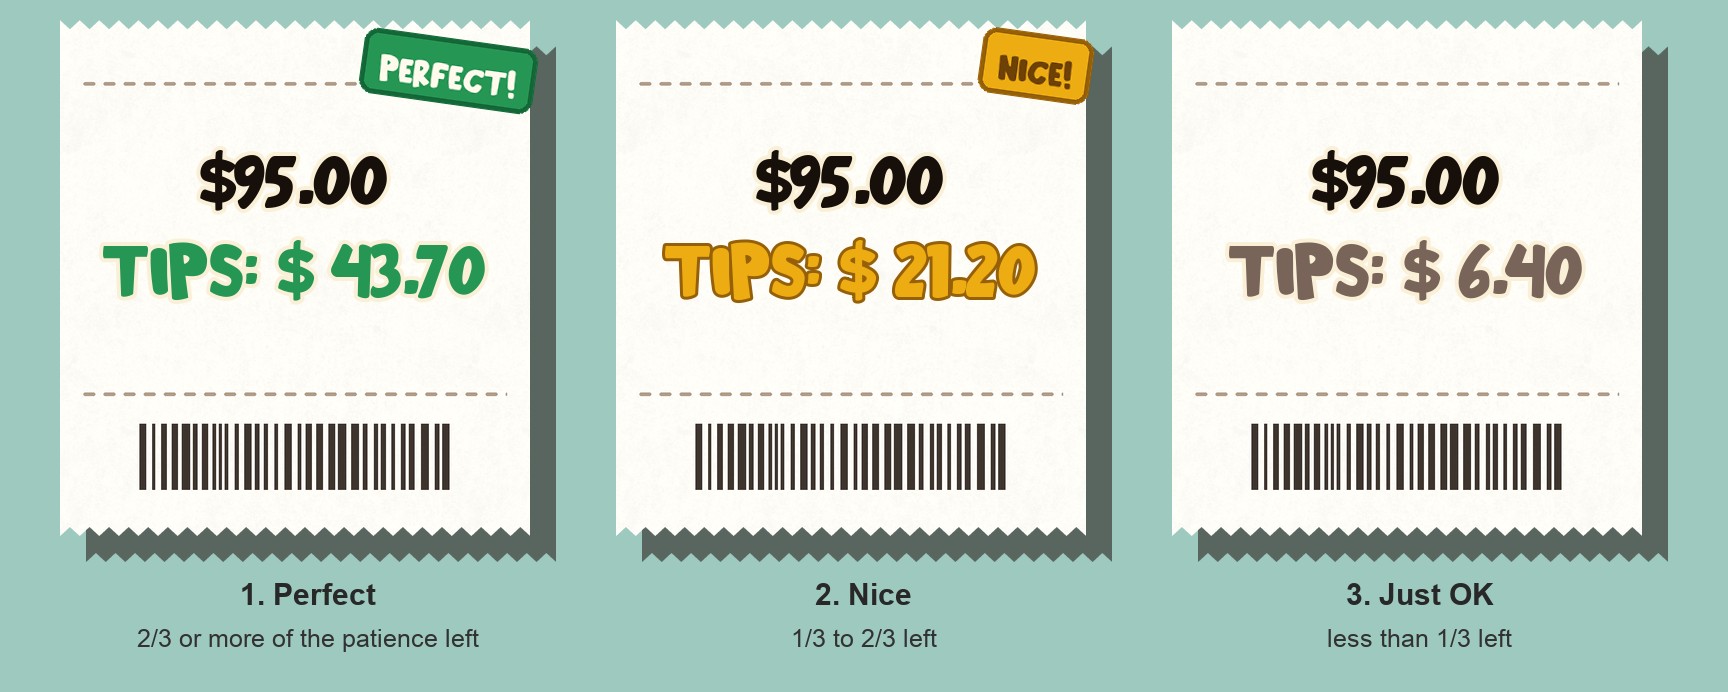 PERFECT!
$95.00
TIPS: $ 43.70
1. Perfect
2/3 or more of the patience left
NICE!
$95.00
TIPS: $ 21.20
2. Nice
1/3 to 2/3 left
$95.00
TIPS: $ 6.40
3. Just OK
less than 1/3 left